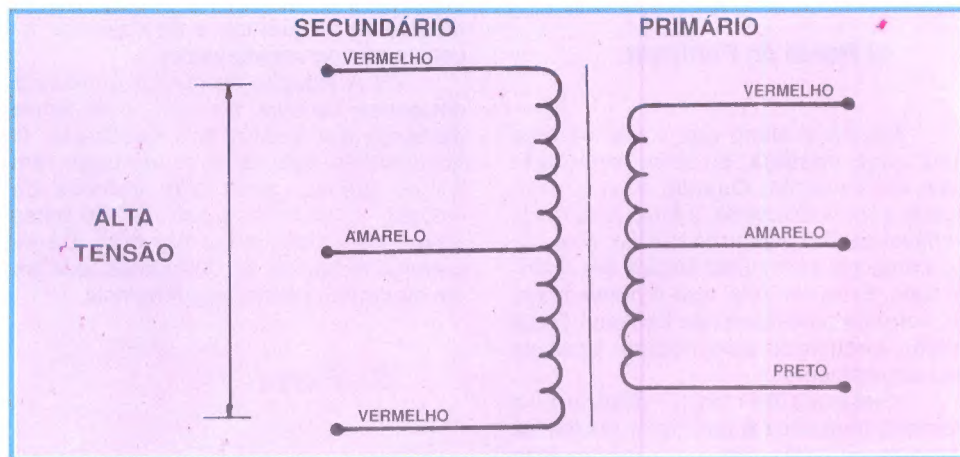 SECUNDÁRIO
PRIMÁRIO
VERMELHO
VERMELHO
ALTA
TENSÃO
AMARELO
AMARELO
PRETO
VERMELHO